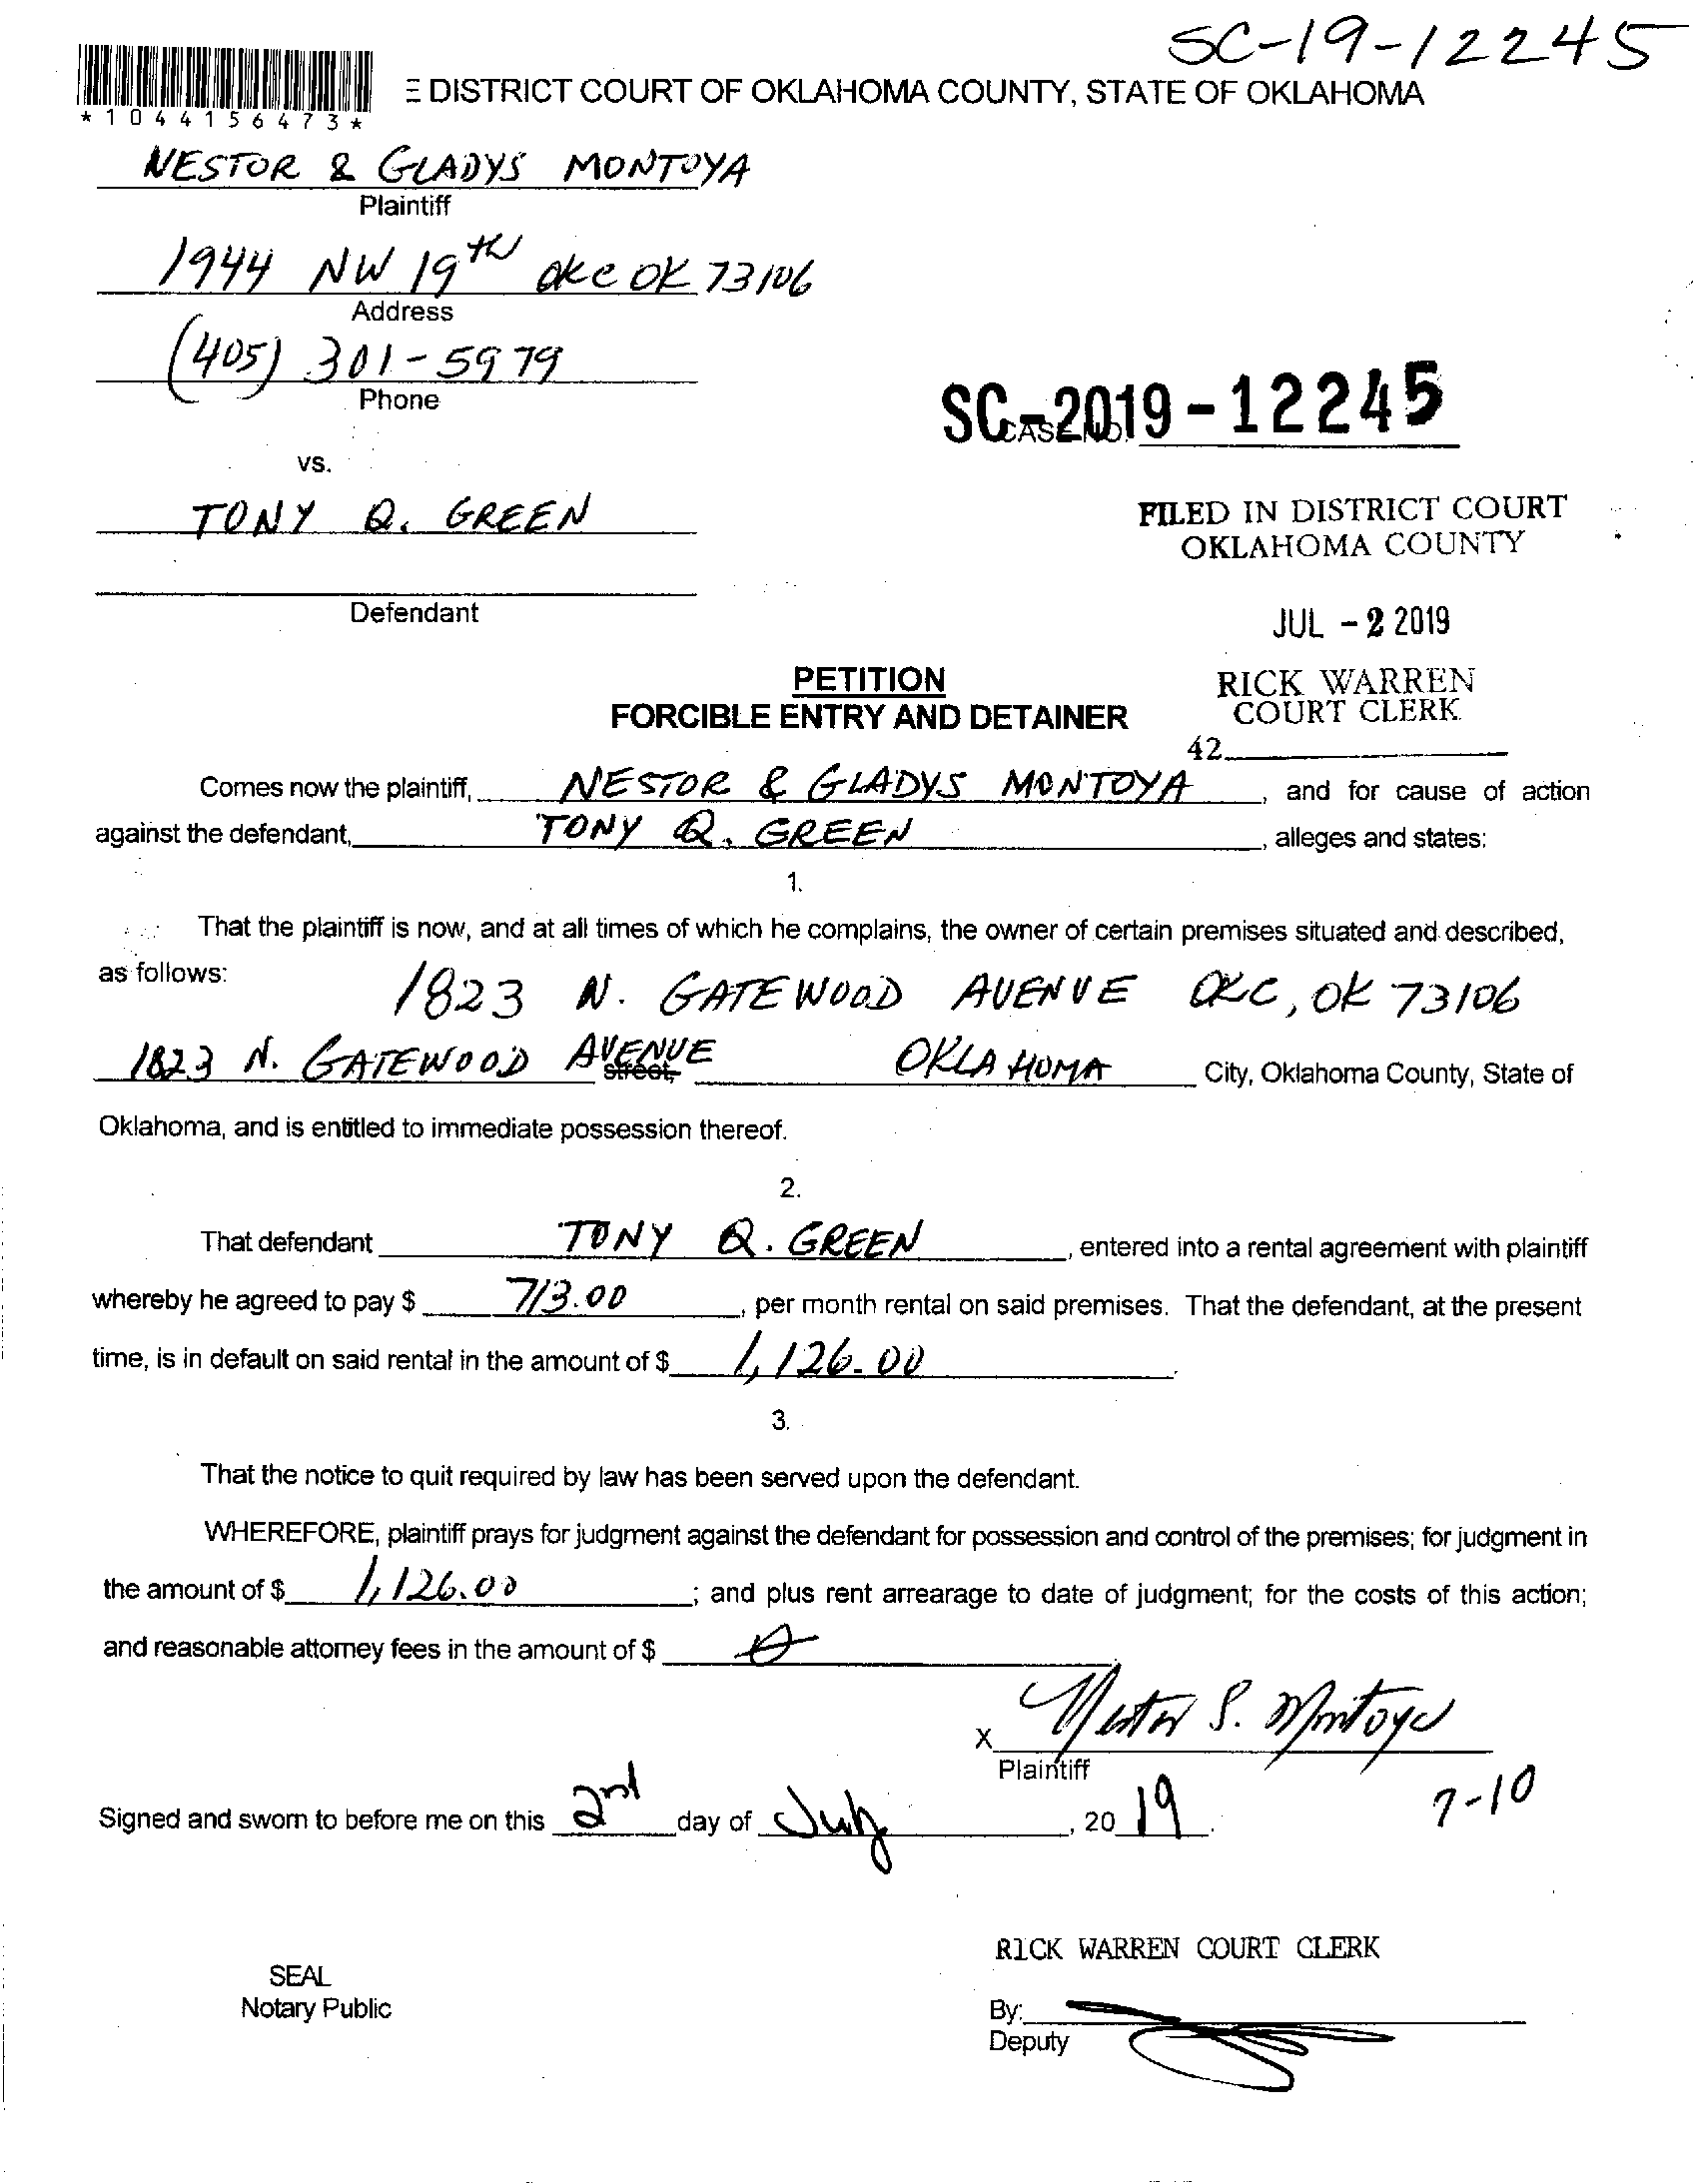 SC-19-12245
E DISTRICT COURT OF OKLAHOMA COUNTY, STATE OF OKLAHOMA
*1044156473*
NESTOR & GLADYS MONTOYA
Plaintiff
1944 NW 19th OKC OK 73106
Address
(405) 301-5979
Phone
SC-2019-12245
CASE NO.
vs.
TONY Q. GREEN
FILED IN DISTRICT COURT
OKLAHOMA COUNTY
Defendant
JUL - 2 2019
PETITION
RICK WARREN
FORCIBLE ENTRY AND DETAINER
COURT CLERK
42
Comes now the plaintiff, NESTOR & GLADYS MONTOYA, and for cause of action
against the defendant, TONY Q. GREEN, alleges and states:
1.
That the plaintiff is now, and at all times of which he complains, the owner of certain premises situated and described,
as follows: 1823 N. GATEWOOD AVENUE OKC, OK 73106
1823 N. GATEWOOD AVENUE street, OKLAHOMA City, Oklahoma County, State of
Oklahoma, and is entitled to immediate possession thereof.
2.
That defendant TONY Q. GREEN, entered into a rental agreement with plaintiff
whereby he agreed to pay $ 713.00, per month rental on said premises. That the defendant, at the present
time, is in default on said rental in the amount of $ 1,126.00.
3.
That the notice to quit required by law has been served upon the defendant.
WHEREFORE, plaintiff prays for judgment against the defendant for possession and control of the premises; for judgment in
the amount of $ 1,126.00; and plus rent arrearage to date of judgment; for the costs of this action;
and reasonable attorney fees in the amount of $
X Nestor S. Montoya
Plaintiff
7-10
Signed and sworn to before me on this 2nd day of July, 2019.
RICK WARREN COURT CLERK
SEAL
Notary Public
By:
Deputy